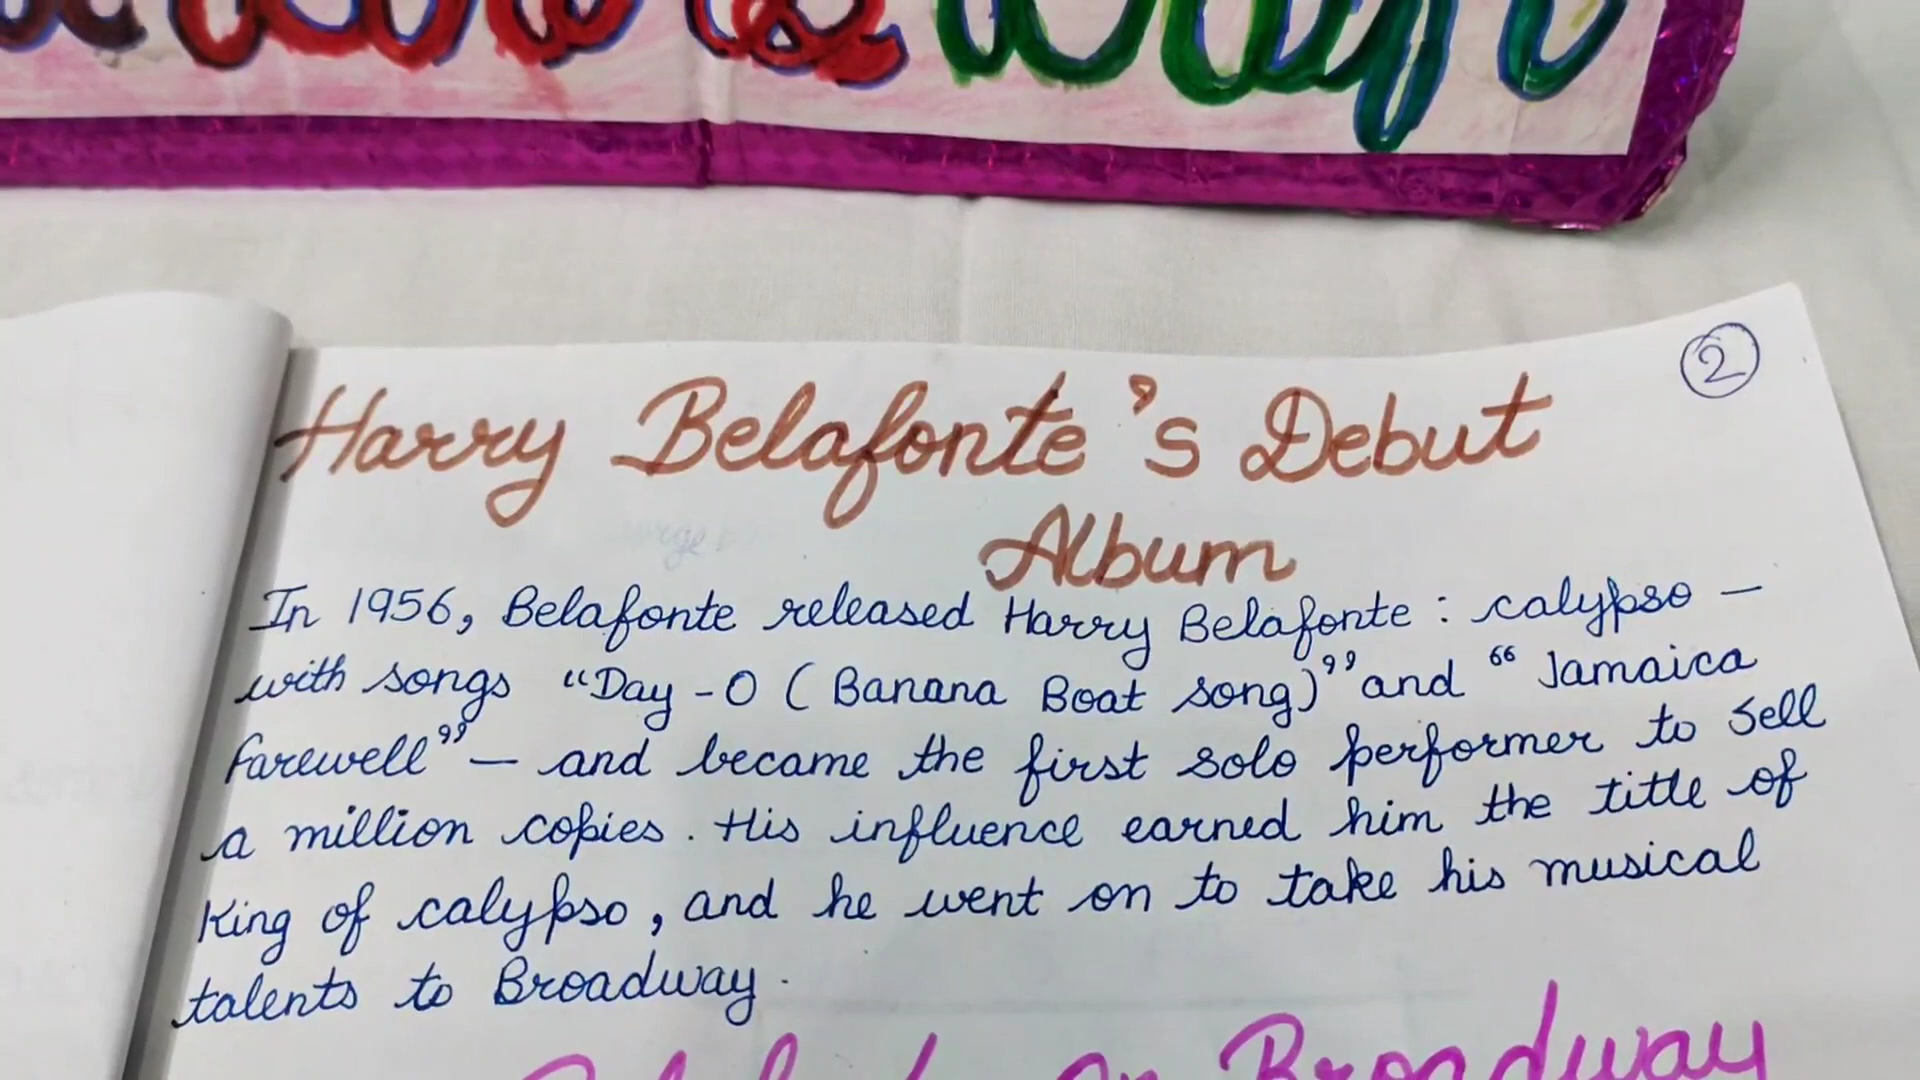 2
Harry Belafonte's Debut
Album
In 1956, Belafonte released Harry Belafonte : calypso —
with songs "Day-O ( Banana Boat song)" and " Jamaica
farewell" — and became the first solo performer to sell
a million copies. His influence earned him the title of
King of calypso, and he went on to take his musical
talents to Broadway.
on Broadway